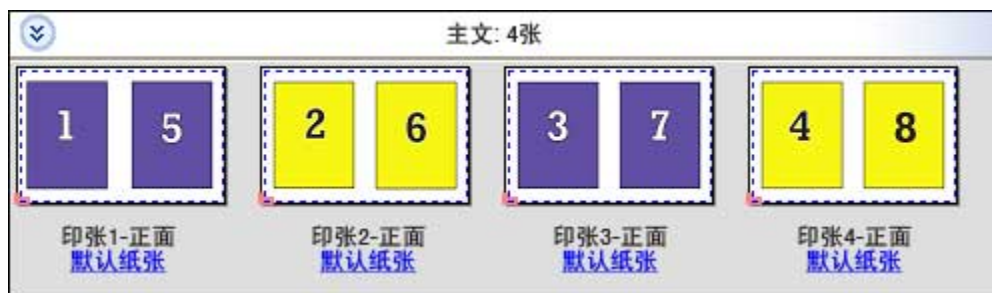 主文: 4张
1 5 2 6 3 7 4 8
印张1-正面 印张2-正面 印张3-正面 印张4-正面
默认纸张 默认纸张 默认纸张 默认纸张